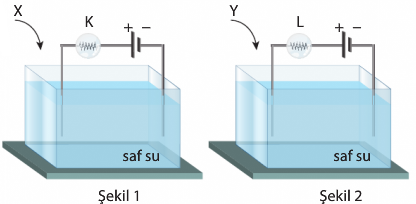 X
K
+ −
saf su
Şekil 1
Y
L
+ −
saf su
Şekil 2